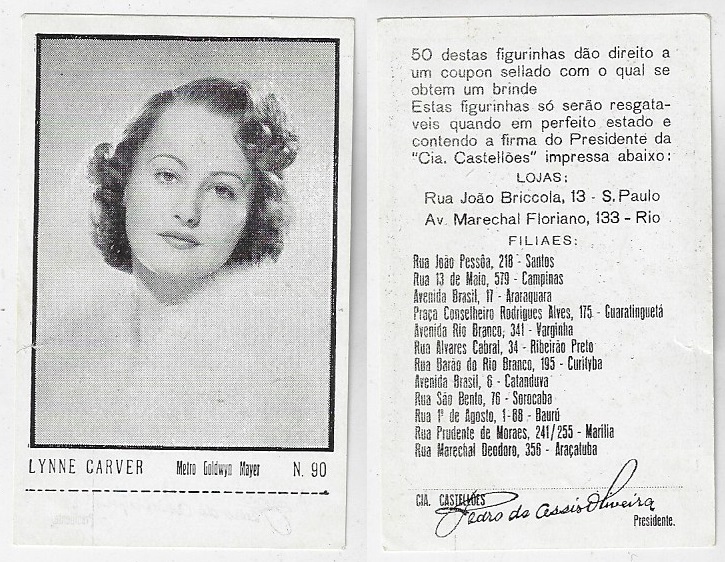 LYNNE CARVER Metro Goldwyn Mayer N. 90
50 destas figurinhas dão direito a
um coupon sellado com o qual se
obtem um brinde
Estas figurinhas só serão resgata-
veis quando em perfeito estado e
contendo a firma do Presidente da
"Cia. Castellões" impressa abaixo:
LOJAS:
Rua João Briccola, 13 - S. Paulo
Av. Marechal Floriano, 133 - Rio
FILIAES:
Rua João Pessôa, 218 - Santos
Rua 13 de Maio, 579 - Campinas
Avenida Brasil, 17 - Araraquara
Praça Conselheiro Rodrigues Alves, 175 - Guaratinguetá
Avenida Rio Branco, 341 - Varginha
Rua Alvares Cabral, 34 - Ribeirão Preto
Rua Barão do Rio Branco, 195 - Curityba
Avenida Brasil, 6 - Catanduva
Rua São Bento, 76 - Sorocaba
Rua 1º de Agosto, 1-88 - Baurú
Rua Prudente de Moraes, 241/255 - Marilia
Rua Marechal Deodoro, 356 - Araçatuba
CIA. CASTELLÕES
Pedro de Assis Oliveira
Presidente.